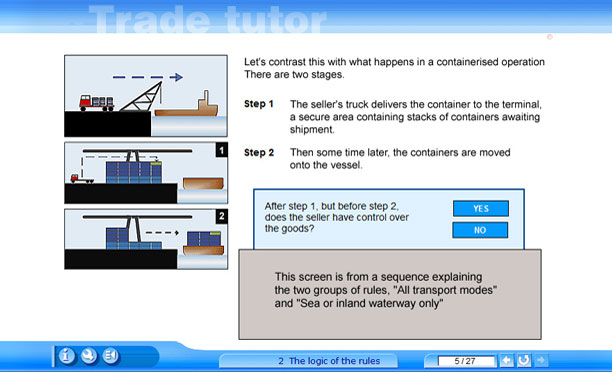 Trade tutor
©
Let's contrast this with what happens in a containerised operation
There are two stages.
Step 1 The seller's truck delivers the container to the terminal,
a secure area containing stacks of containers awaiting
shipment.
Step 2 Then some time later, the containers are moved
onto the vessel.
1
2
After step 1, but before step 2,
does the seller have control over
the goods?
YES
NO
This screen is from a sequence explaining
the two groups of rules, "All transport modes"
and "Sea or inland waterway only"
2 The logic of the rules
5 / 27